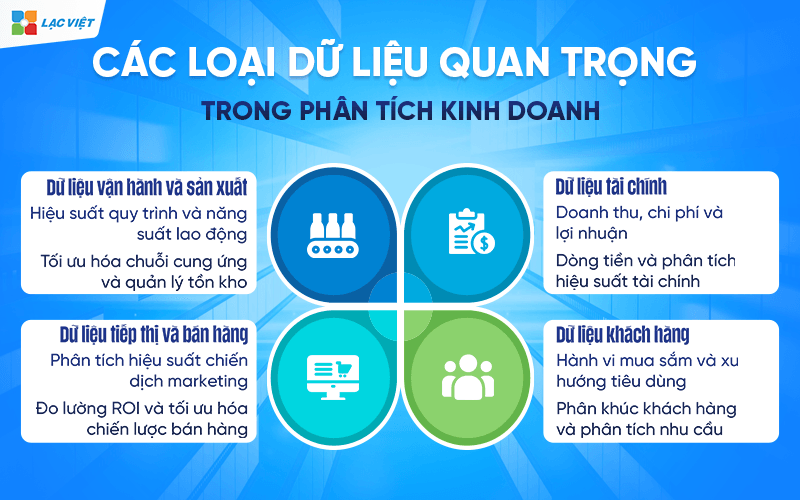 LẠC VIỆT
CÁC LOẠI DỮ LIỆU QUAN TRỌNG
TRONG PHÂN TÍCH KINH DOANH
Dữ liệu vận hành và sản xuất
Hiệu suất quy trình và năng
suất lao động
Tối ưu hóa chuỗi cung ứng
và quản lý tồn kho
Dữ liệu tài chính
Doanh thu, chi phí và
lợi nhuận
Dòng tiền và phân tích
hiệu suất tài chính
Dữ liệu tiếp thị và bán hàng
Phân tích hiệu suất chiến
dịch marketing
Đo lường ROI và tối ưu hóa
chiến lược bán hàng
Dữ liệu khách hàng
Hành vi mua sắm và xu
hướng tiêu dùng
Phân khúc khách hàng
và phân tích nhu cầu